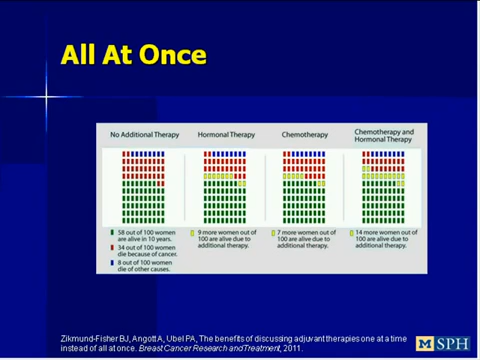 All At Once
No Additional Therapy
58 out of 100 women
are alive in 10 years.
34 out of 100 women
die because of cancer.
8 out of 100 women
die of other causes.
Hormonal Therapy
9 more women out of
100 are alive due to
additional therapy.
Chemotherapy
7 more women out of
100 are alive due to
additional therapy.
Chemotherapy and
Hormonal Therapy
14 more women out of
100 are alive due to
additional therapy.
Zikmund-Fisher BJ, Angott A, Ubel PA, The benefits of discussing adjuvant therapies one at a time
instead of all at once. Breast Cancer Research and Treatment, 2011.
M SPH